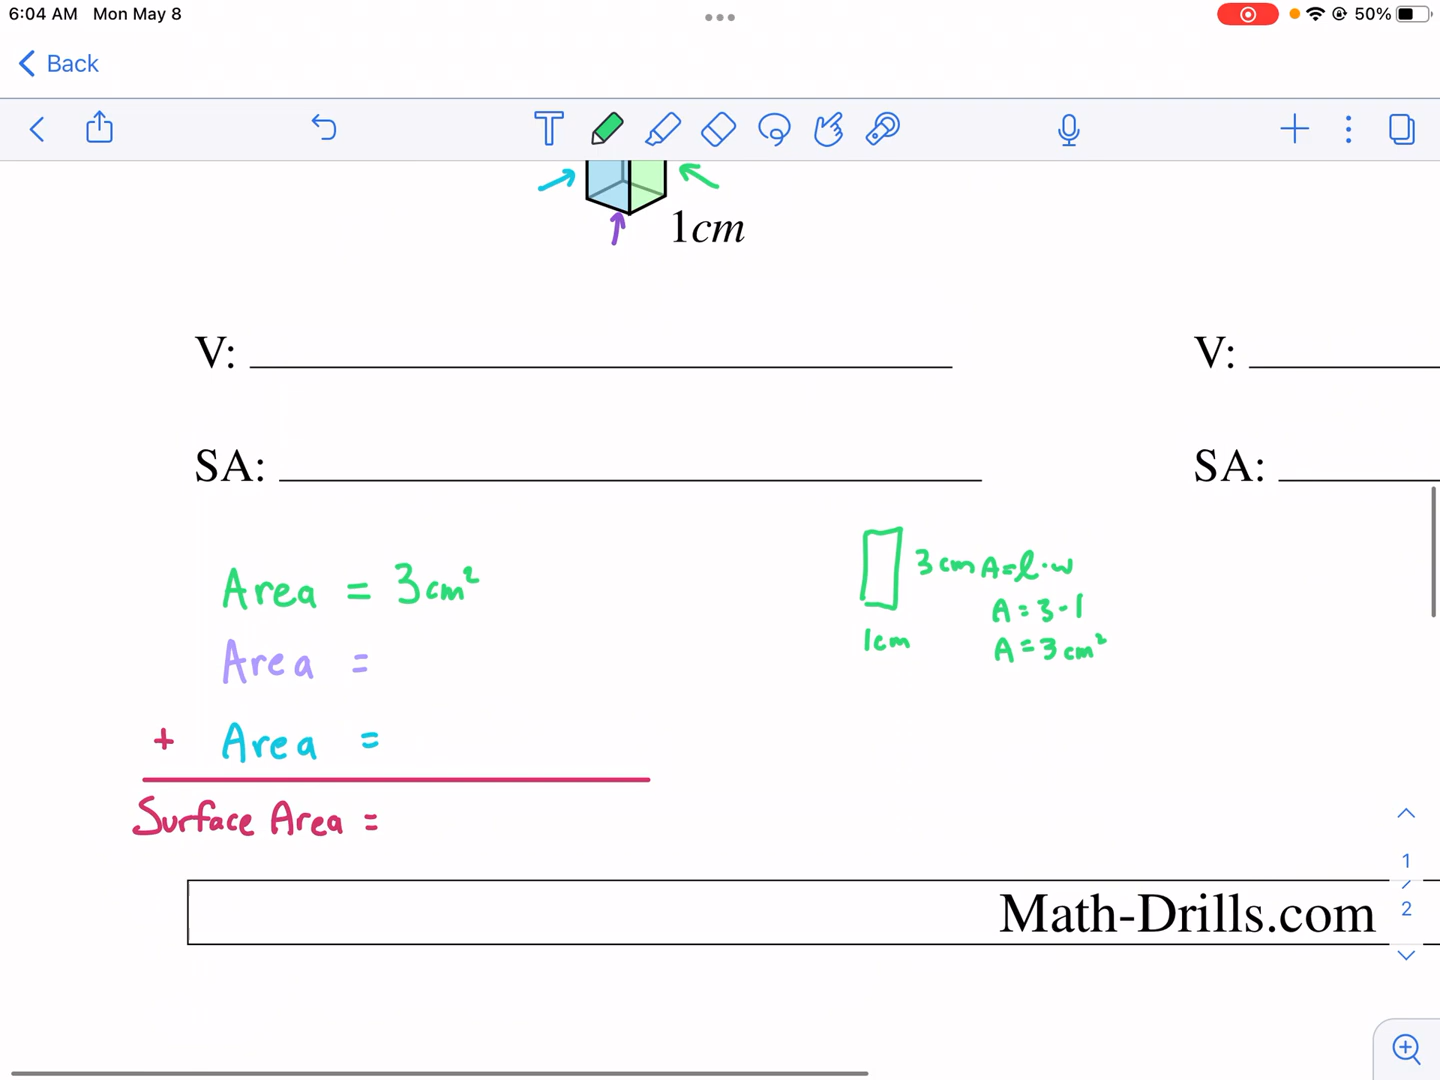 6:04 AM Mon May 8
50%
Back
1cm
V:
V:
SA:
SA:
Area = 3cm²
3cm A=l·w
A = 3·1
1cm
A = 3cm²
Area =
+ Area =
Surface Area =
1
/
2
Math-Drills.com